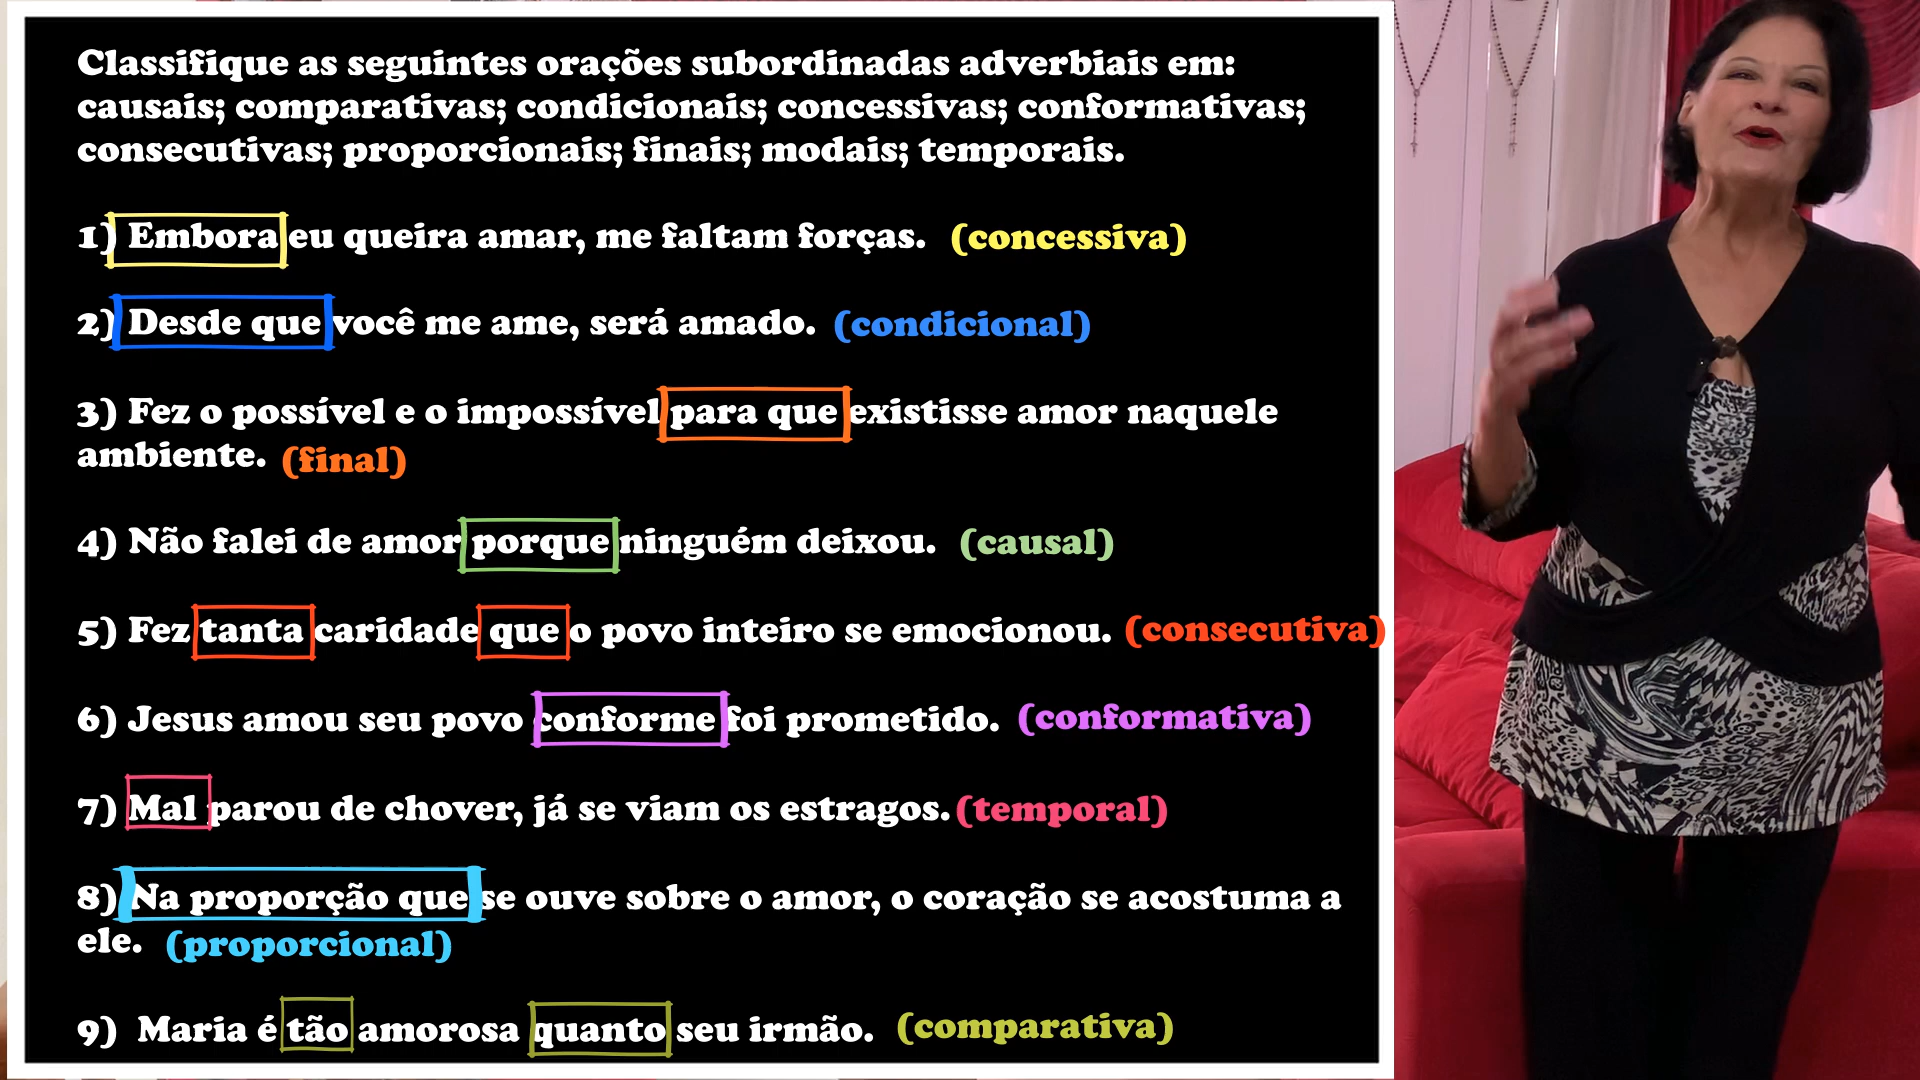 Classifique as seguintes orações subordinadas adverbiais em:
causais; comparativas; condicionais; concessivas; conformativas;
consecutivas; proporcionais; finais; modais; temporais.
1) Embora eu queira amar, me faltam forças. (concessiva)
2) Desde que você me ame, será amado. (condicional)
3) Fez o possível e o impossível para que existisse amor naquele
ambiente. (final)
4) Não falei de amor porque ninguém deixou. (causal)
5) Fez tanta caridade que o povo inteiro se emocionou. (consecutiva)
6) Jesus amou seu povo conforme foi prometido. (conformativa)
7) Mal parou de chover, já se viam os estragos. (temporal)
8) Na proporção que se ouve sobre o amor, o coração se acostuma a
ele. (proporcional)
9) Maria é tão amorosa quanto seu irmão. (comparativa)